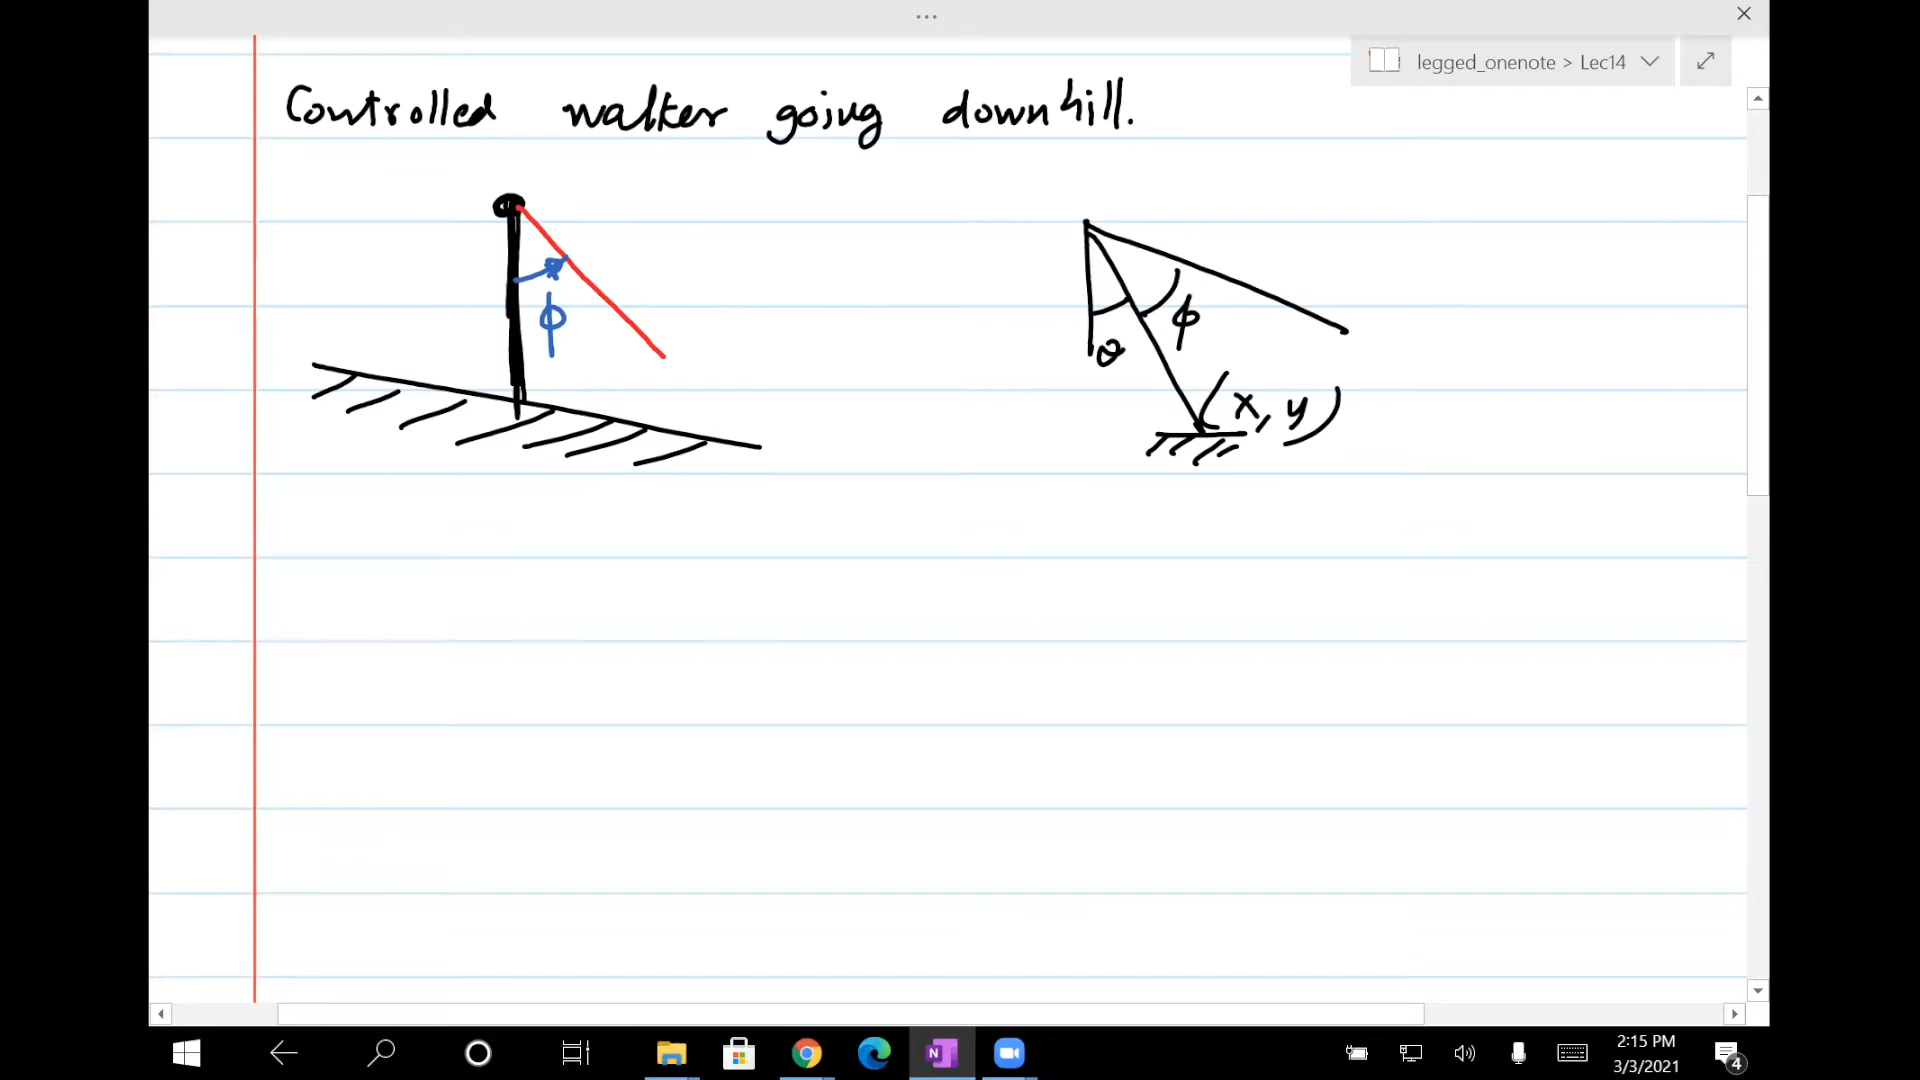 legged_onenote > Lec14
Controlled walker going downhill.
ϕ
θ
ϕ
(x, y)
N
2:15 PM
3/3/2021
4